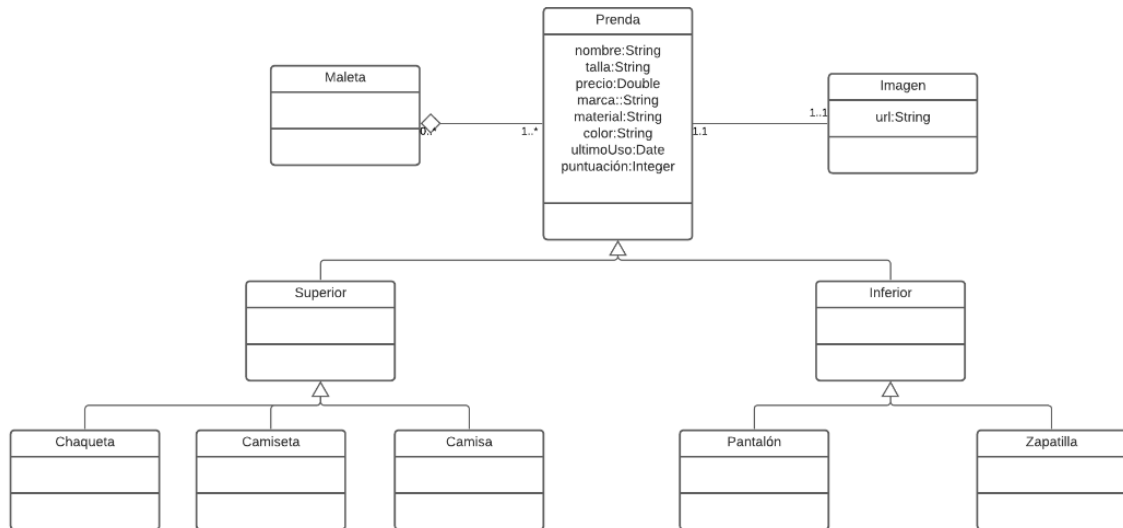 Prenda
nombre:String
talla:String
precio:Double
marca::String
material:String
color:String
ultimoUso:Date
puntuación:Integer
Maleta
0..*
1..*
1.1
1..1
Imagen
url:String
Superior
Inferior
Chaqueta
Camiseta
Camisa
Pantalón
Zapatilla